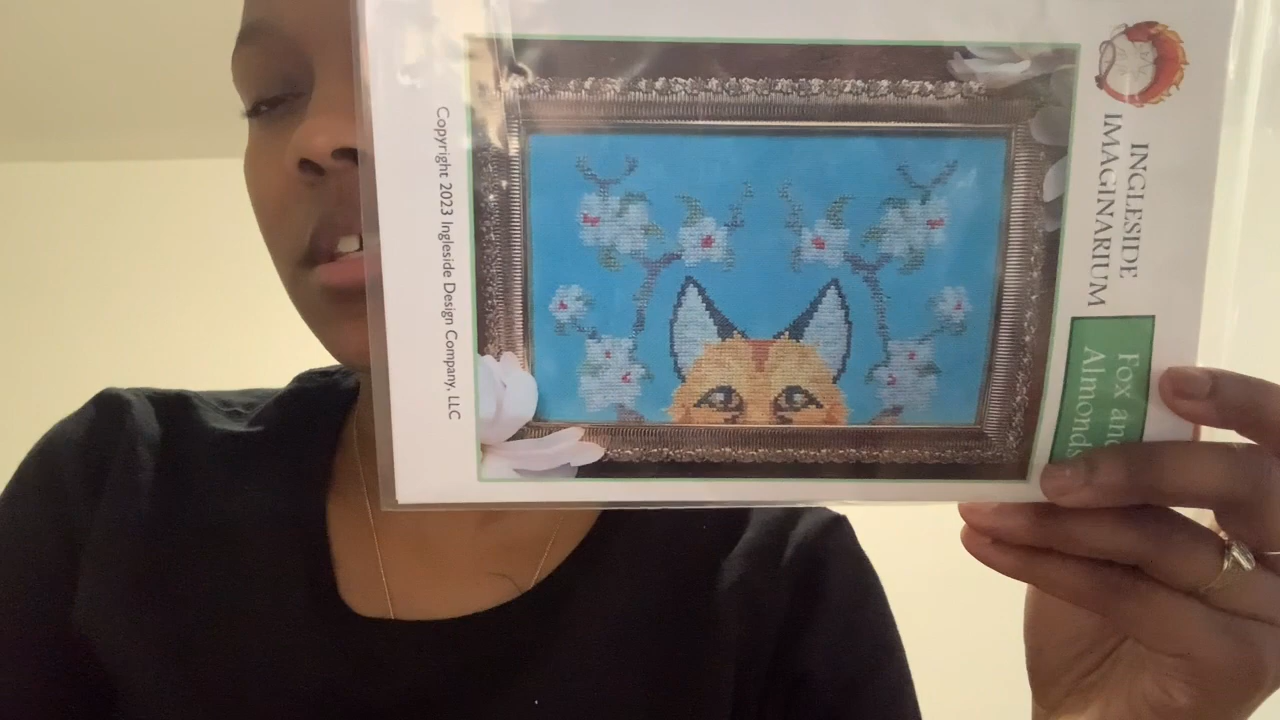 INGLESIDE
IMAGINARIUM
Fox and
Almonds
Copyright 2023 Ingleside Design Company, LLC